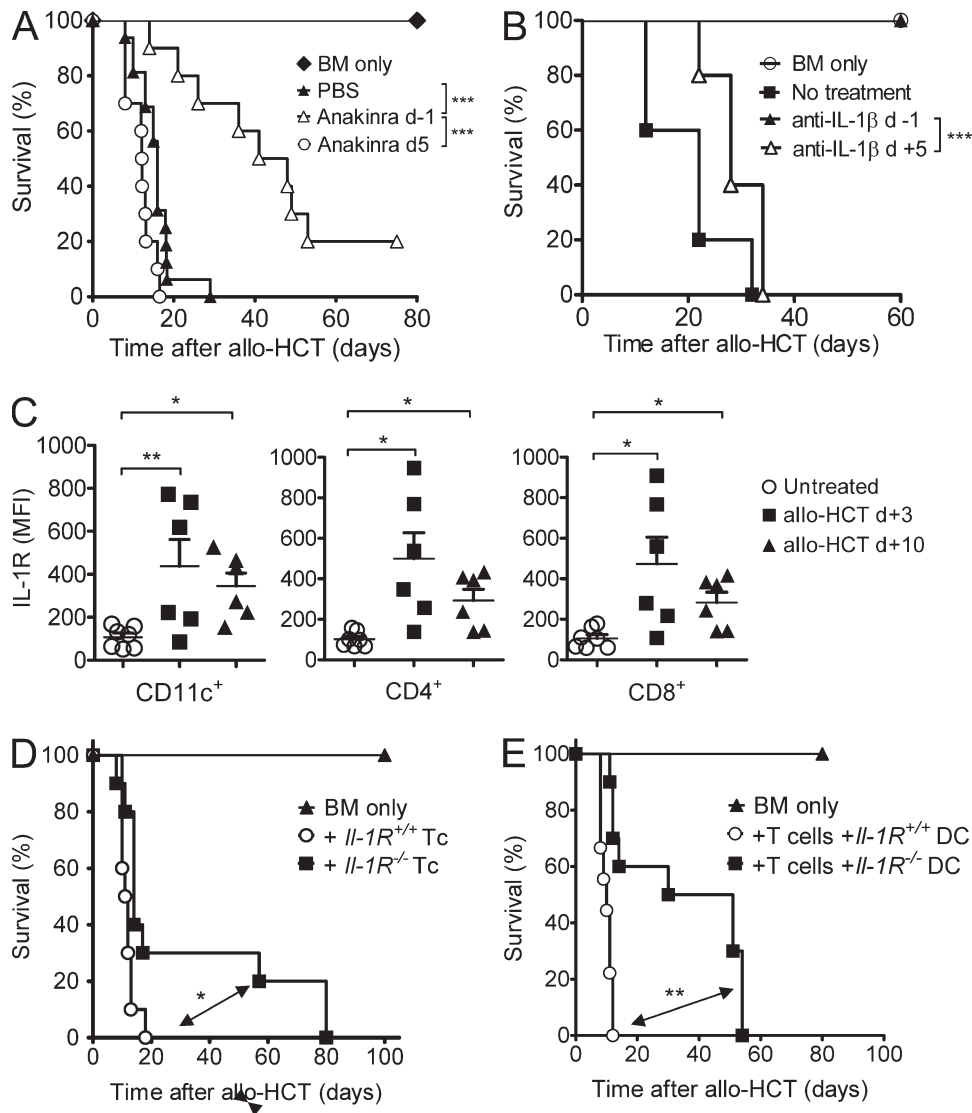 A
100
80
60
40
20
0
Survival (%)
0 20 40 60 80
Time after allo-HCT (days)
BM only
PBS
Anakinra d-1
Anakinra d5
***
***
B
100
80
60
40
20
0
Survival (%)
0 20 40 60
Time after allo-HCT (days)
BM only
No treatment
anti-IL-1β d -1
anti-IL-1β d +5
***
C
IL-1R (MFI)
1000
800
600
400
200
0
*
**
CD11c+
1000
800
600
400
200
0
*
*
CD4+
1000
800
600
400
200
0
*
*
CD8+
Untreated
allo-HCT d+3
allo-HCT d+10
D
100
80
60
40
20
0
Survival (%)
0 20 40 60 80 100
Time after allo-HCT (days)
BM only
+ Il-1R+/+ Tc
+ Il-1R-/- Tc
*
E
100
80
60
40
20
0
Survival (%)
0 20 40 60 80 100
Time after allo-HCT (days)
BM only
+T cells +Il-1R+/+ DC
+T cells +Il-1R-/- DC
**